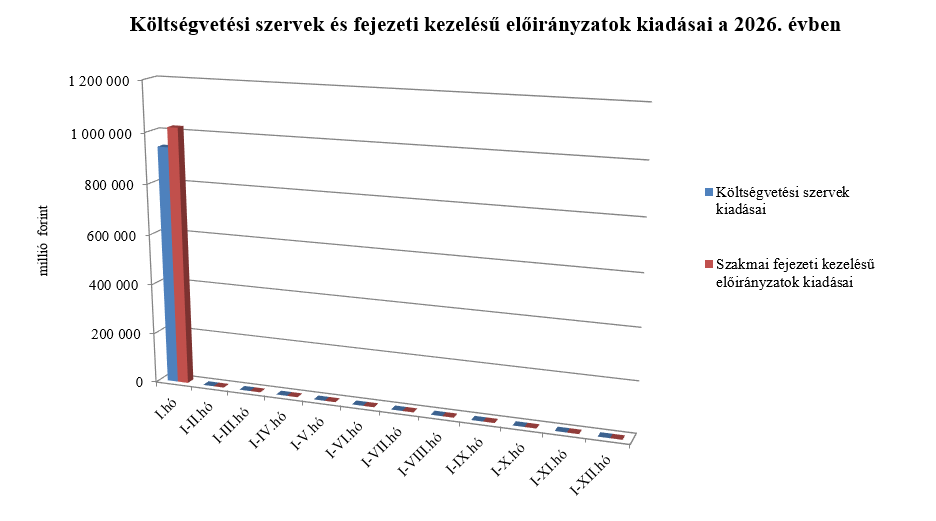 Költségvetési szervek és fejezeti kezelésű előirányzatok kiadásai a 2026. évben
1 200 000
1 000 000
800 000
600 000
400 000
200 000
0
millió forint
I.hó
I-II.hó
I-III.hó
I-IV.hó
I-V.hó
I-VI.hó
I-VII.hó
I-VIII.hó
I-IX.hó
I-X.hó
I-XI.hó
I-XII.hó
Költségvetési szervek
kiadásai
Szakmai fejezeti kezelésű
előirányzatok kiadásai